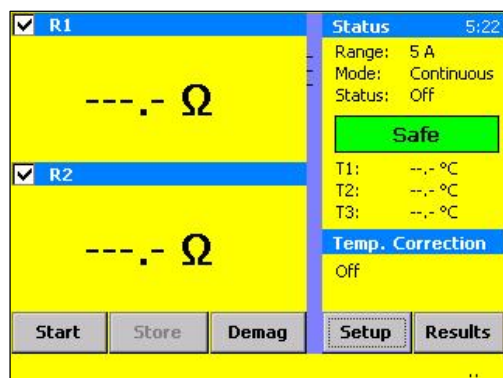 R1
---.- Ω
R2
---.- Ω
Status 5:22
Range: 5 A
Mode: Continuous
Status: Off
Safe
T1: --.- °C
T2: --.- °C
T3: --.- °C
Temp. Correction
Off
Start Store Demag Setup Results